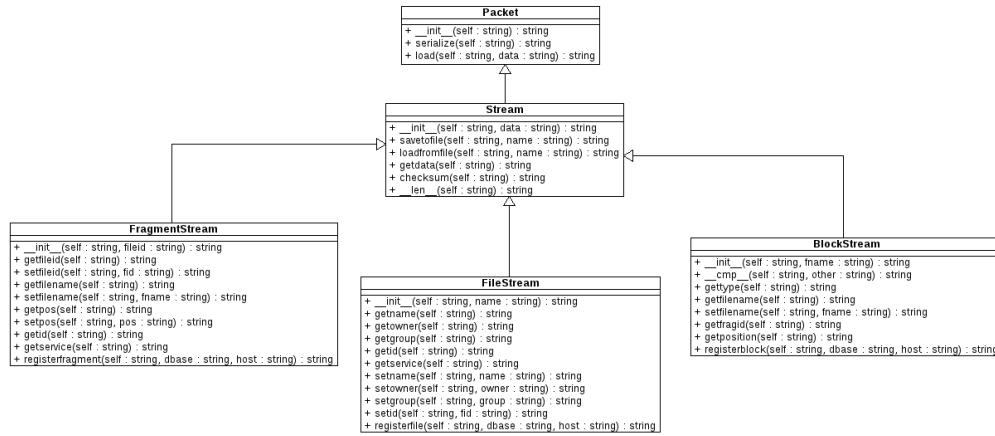 Packet
+ __init__(self : string) : string
+ serialize(self : string) : string
+ load(self : string, data : string) : string
Stream
+ __init__(self : string, data : string) : string
+ savetofile(self : string, name : string) : string
+ loadfromfile(self : string, name : string) : string
+ getdata(self : string) : string
+ checksum(self : string) : string
+ __len__(self : string) : string
FragmentStream
+ __init__(self : string, fileid : string) : string
+ getfileid(self : string) : string
+ setfileid(self : string, fid : string) : string
+ getfilename(self : string) : string
+ setfilename(self : string, fname : string) : string
+ getpos(self : string) : string
+ setpos(self : string, pos : string) : string
+ getid(self : string) : string
+ getservice(self : string) : string
+ registerfragment(self : string, dbase : string, host : string) : string
FileStream
+ __init__(self : string, name : string) : string
+ getname(self : string) : string
+ getowner(self : string) : string
+ getgroup(self : string) : string
+ getid(self : string) : string
+ getservice(self : string) : string
+ setname(self : string, name : string) : string
+ setowner(self : string, owner : string) : string
+ setgroup(self : string, group : string) : string
+ setid(self : string, fid : string) : string
+ registerfile(self : string, dbase : string, host : string) : string
BlockStream
+ __init__(self : string, fname : string) : string
+ __cmp__(self : string, other : string) : string
+ gettype(self : string) : string
+ getfilename(self : string) : string
+ setfilename(self : string, fname : string) : string
+ getfragid(self : string) : string
+ getposition(self : string) : string
+ registerblock(self : string, dbase : string, host : string) : string